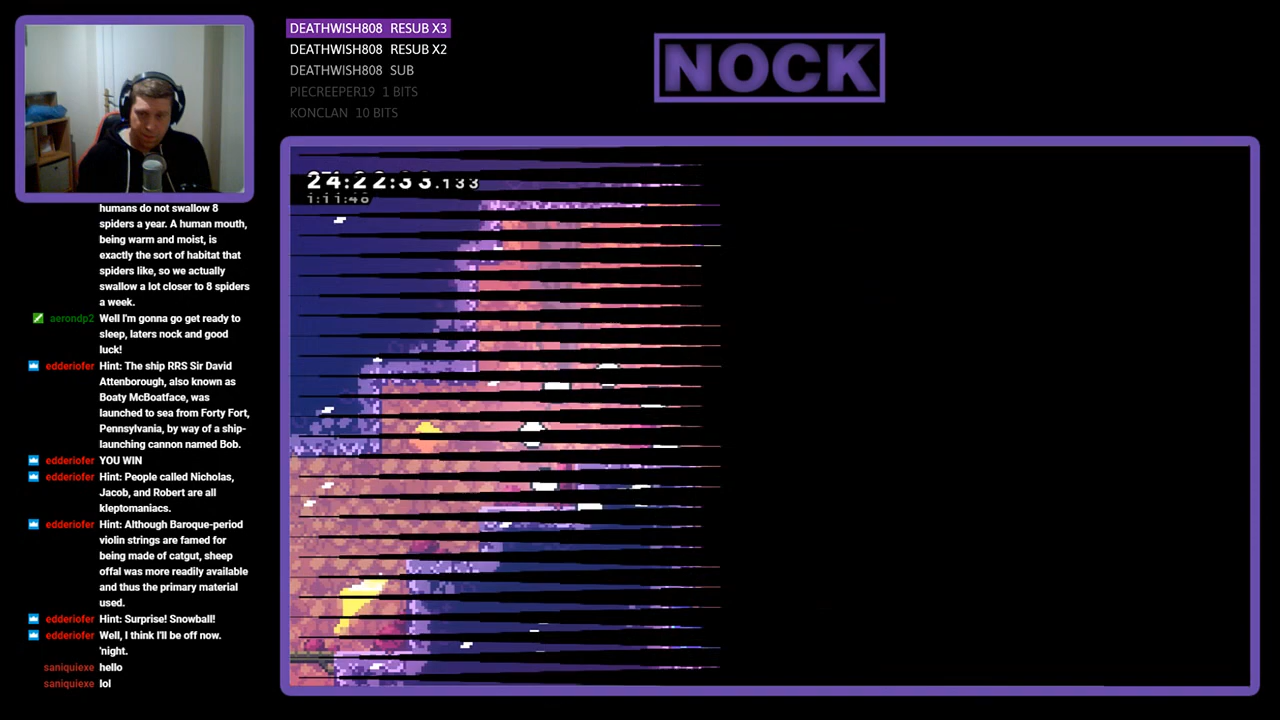 DEATHWISH808 RESUB X3
DEATHWISH808 RESUB X2
DEATHWISH808 SUB
PIECREEPER19 1 BITS
KONCLAN 10 BITS
NOCK
24:22:33.133
1:11:48
humans do not swallow 8
spiders a year. A human mouth,
being warm and moist, is
exactly the sort of habitat that
spiders like, so we actually
swallow a lot closer to 8 spiders
a week.
aerondp2 Well I'm gonna go get ready to
sleep, laters nock and good
luck!
edderiofer Hint: The ship RRS Sir David
Attenborough, also known as
Boaty McBoatface, was
launched to sea from Forty Fort,
Pennsylvania, by way of a ship-
launching cannon named Bob.
edderiofer YOU WIN
edderiofer Hint: People called Nicholas,
Jacob, and Robert are all
kleptomaniacs.
edderiofer Hint: Although Baroque-period
violin strings are famed for
being made of catgut, sheep
offal was more readily available
and thus the primary material
used.
edderiofer Hint: Surprise! Snowball!
edderiofer Well, I think I'll be off now.
'night.
saniquiexe hello
saniquiexe lol